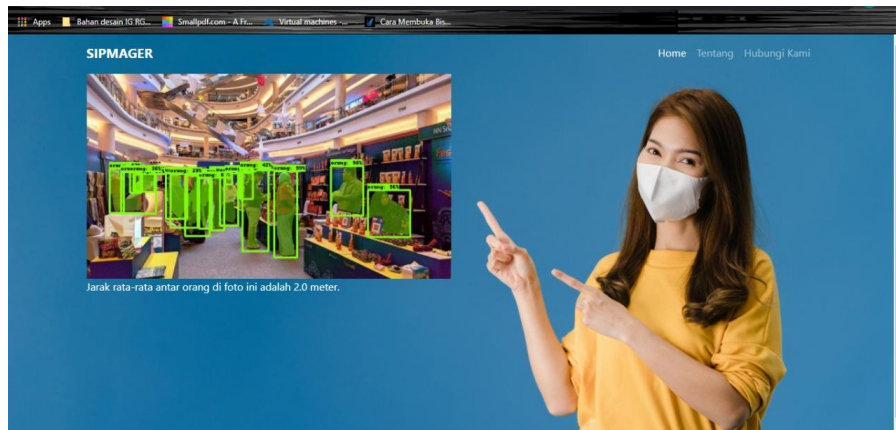 Apps Bahan desain IG RG... Smallpdf.com - A Fr... Virtual machines -... Cara Membuka Bis...
SIPMAGER Home Tentang Hubungi Kami
Jarak rata-rata antar orang di foto ini adalah 2.0 meter.